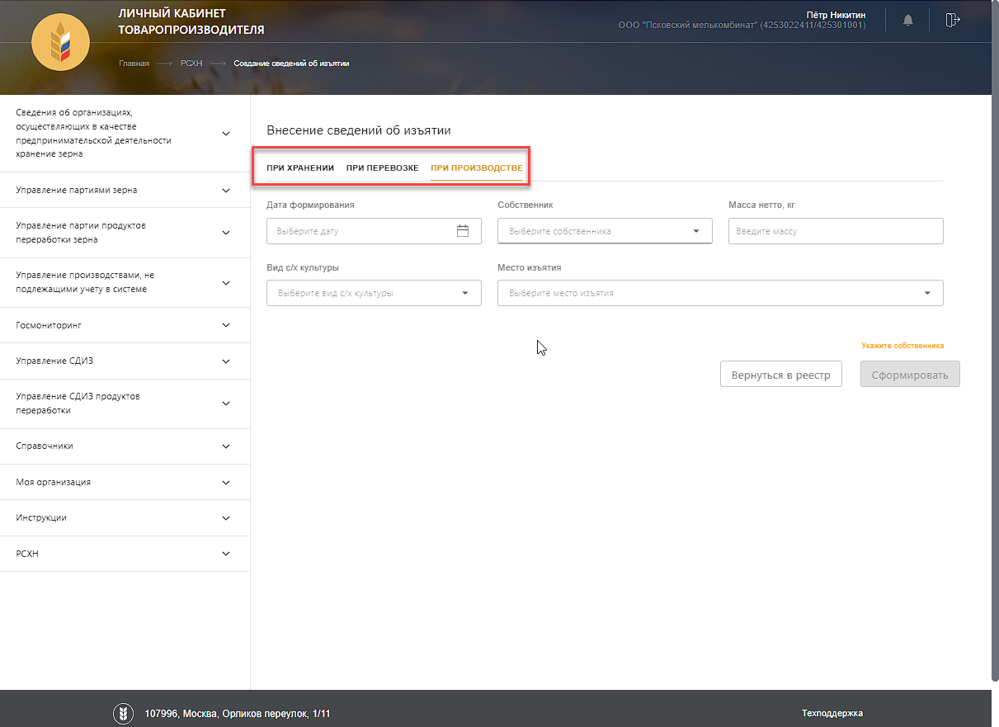 ЛИЧНЫЙ КАБИНЕТ
ТОВАРОПРОИЗВОДИТЕЛЯ
Пётр Никитин
ООО "Псковский мелькомбинат" (4253022411/425301001)
Главная
РСХН
Создание сведений об изъятии
Сведения об организациях,
осуществляющих в качестве
предпринимательской деятельности
хранение зерна
Управление партиями зерна
Управление партии продуктов
переработки зерна
Управление производствами, не
подлежащими учету в системе
Госмониторинг
Управление СДИЗ
Управление СДИЗ продуктов
переработки
Справочники
Моя организация
Инструкции
РСХН
Внесение сведений об изъятии
ПРИ ХРАНЕНИИ ПРИ ПЕРЕВОЗКЕ ПРИ ПРОИЗВОДСТВЕ
Дата формирования
Собственник
Масса нетто, кг
Выберите дату
Выберите собственника
Введите массу
Вид с/х культуры
Место изъятия
Выберите вид с/х культуры
Выберите место изъятия
Укажите собственника
Вернуться в реестр
Сформировать
107996, Москва, Орликов переулок, 1/11
Техподдержка